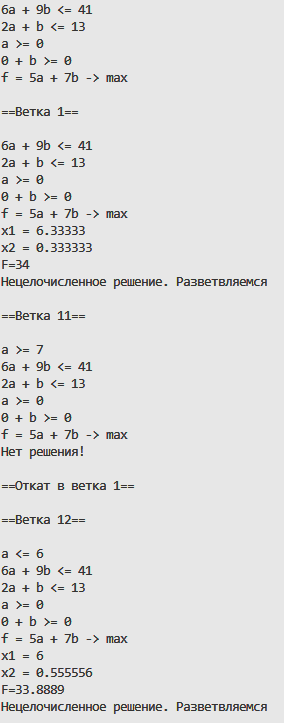 6a + 9b <= 41
2a + b <= 13
a >= 0
0 + b >= 0
f = 5a + 7b -> max
==Ветка 1==
6a + 9b <= 41
2a + b <= 13
a >= 0
0 + b >= 0
f = 5a + 7b -> max
x1 = 6.33333
x2 = 0.333333
F=34
Нецелочисленное решение. Разветвляемся
==Ветка 11==
a >= 7
6a + 9b <= 41
2a + b <= 13
a >= 0
0 + b >= 0
f = 5a + 7b -> max
Нет решения!
==Откат в ветка 1==
==Ветка 12==
a <= 6
6a + 9b <= 41
2a + b <= 13
a >= 0
0 + b >= 0
f = 5a + 7b -> max
x1 = 6
x2 = 0.555556
F=33.8889
Нецелочисленное решение. Разветвляемся